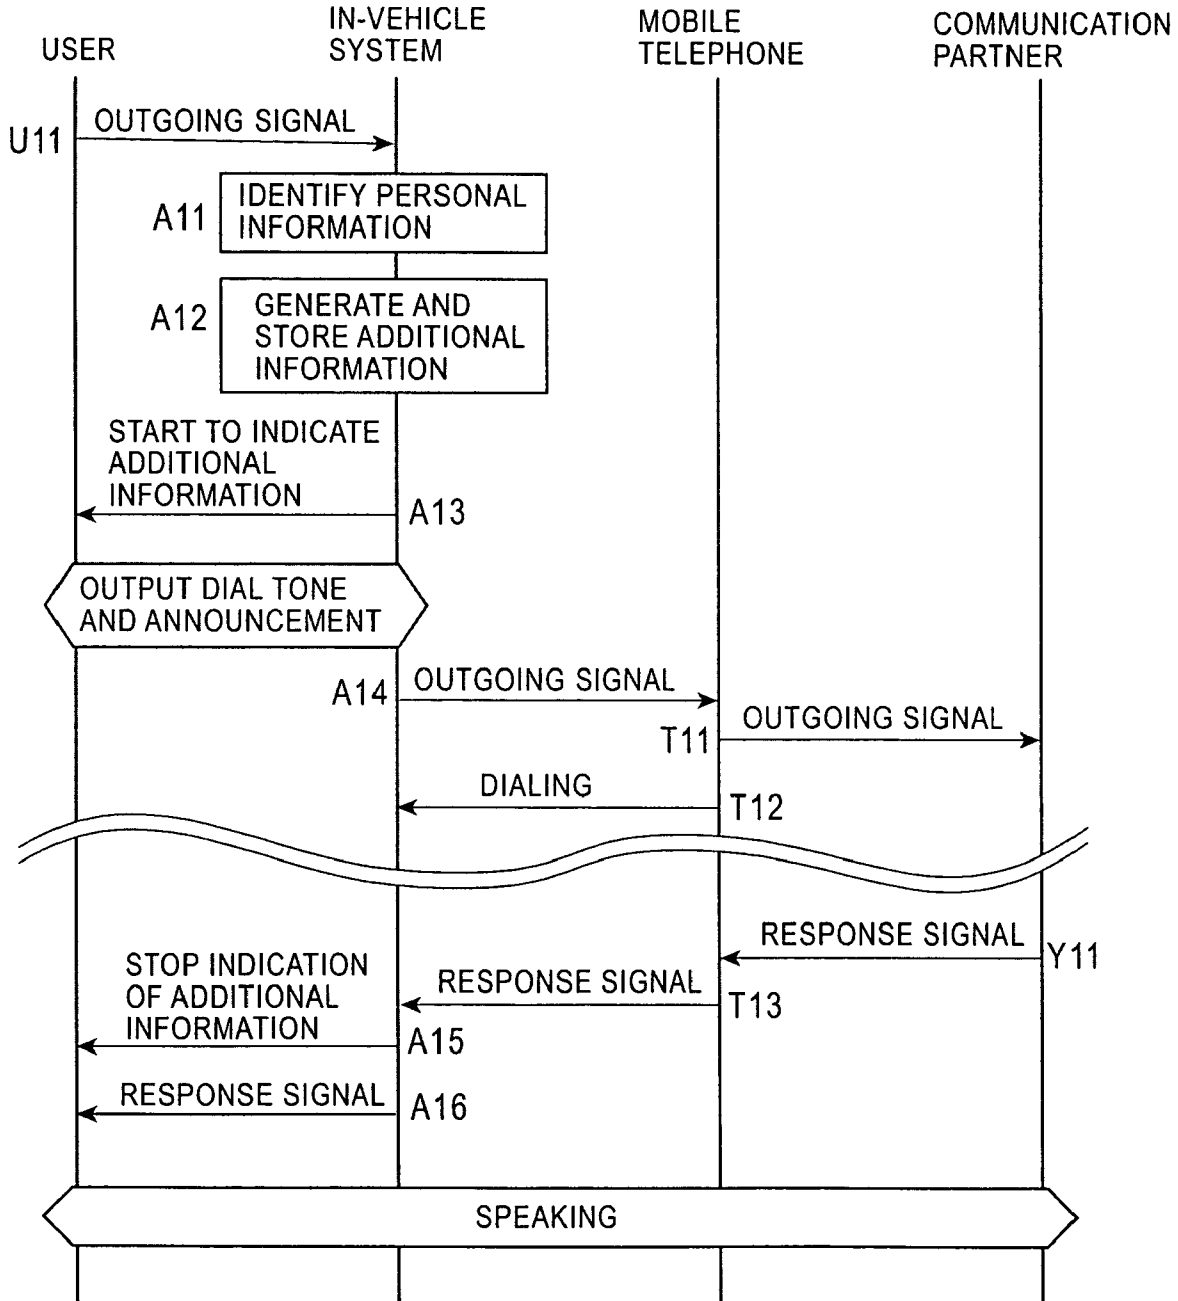 USER
IN-VEHICLE
SYSTEM
MOBILE
TELEPHONE
COMMUNICATION
PARTNER
U11
OUTGOING SIGNAL
A11
IDENTIFY PERSONAL
INFORMATION
A12
GENERATE AND
STORE ADDITIONAL
INFORMATION
START TO INDICATE
ADDITIONAL
INFORMATION
A13
OUTPUT DIAL TONE
AND ANNOUNCEMENT
A14
OUTGOING SIGNAL
T11
OUTGOING SIGNAL
DIALING
T12
RESPONSE SIGNAL
Y11
RESPONSE SIGNAL
T13
STOP INDICATION
OF ADDITIONAL
INFORMATION
A15
RESPONSE SIGNAL
A16
SPEAKING